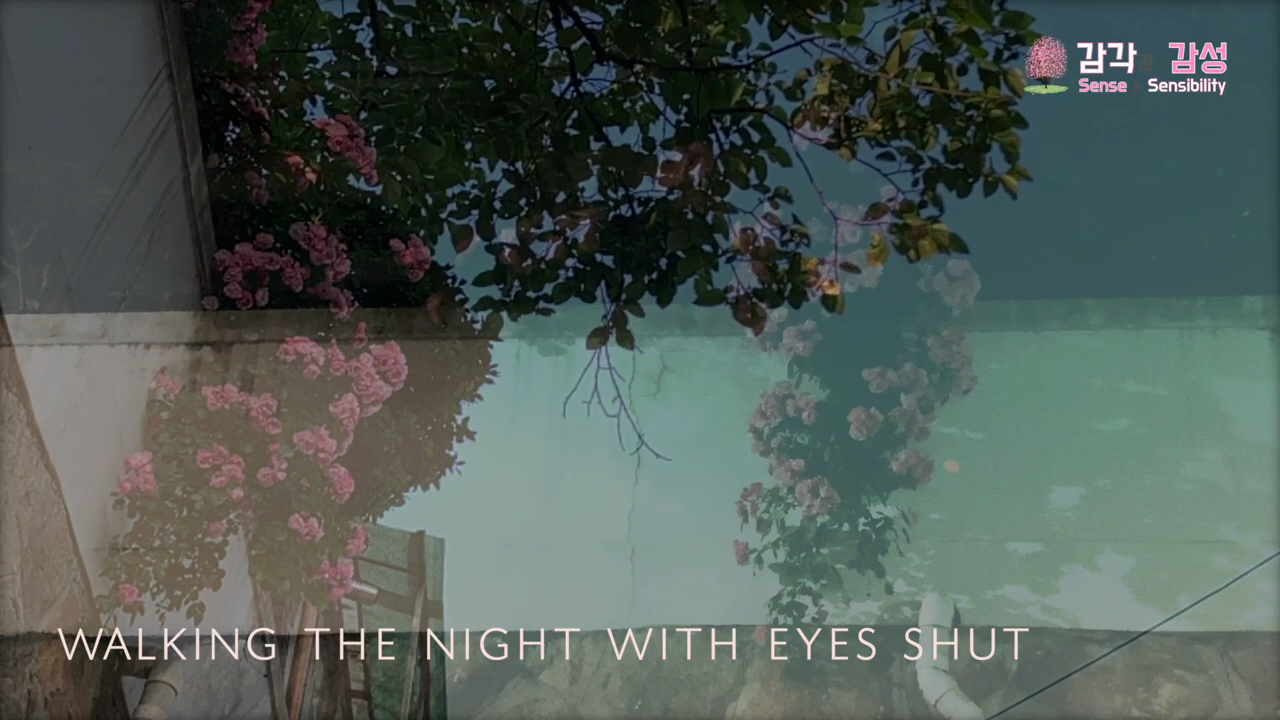 감각 감성
Sense Sensibility
WALKING THE NIGHT WITH EYES SHUT